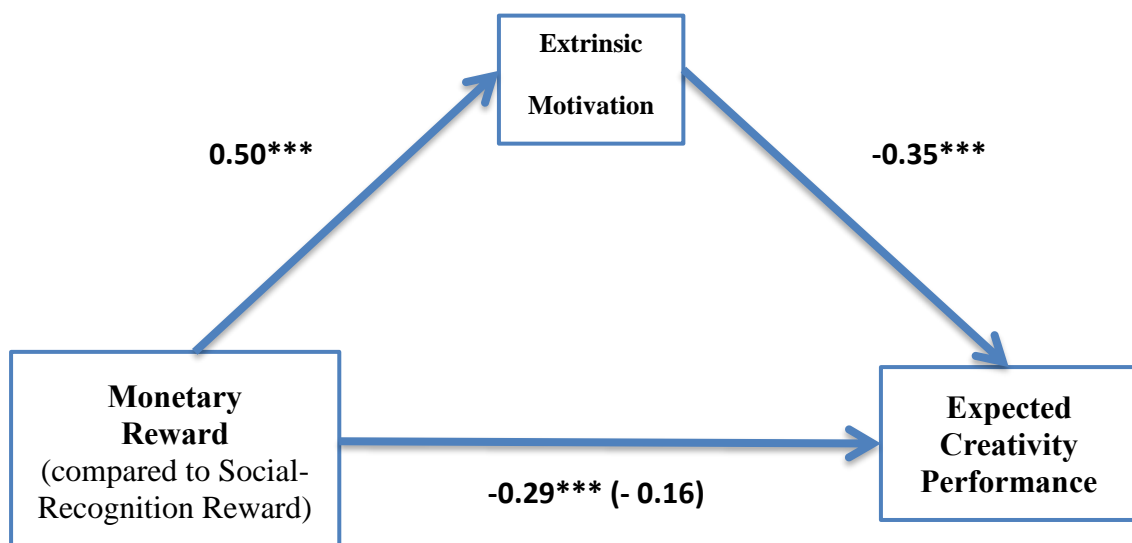 Extrinsic
Motivation
0.50***
-0.35***
Monetary
Reward
(compared to Social-
Recognition Reward)
Expected
Creativity
Performance
-0.29*** (- 0.16)